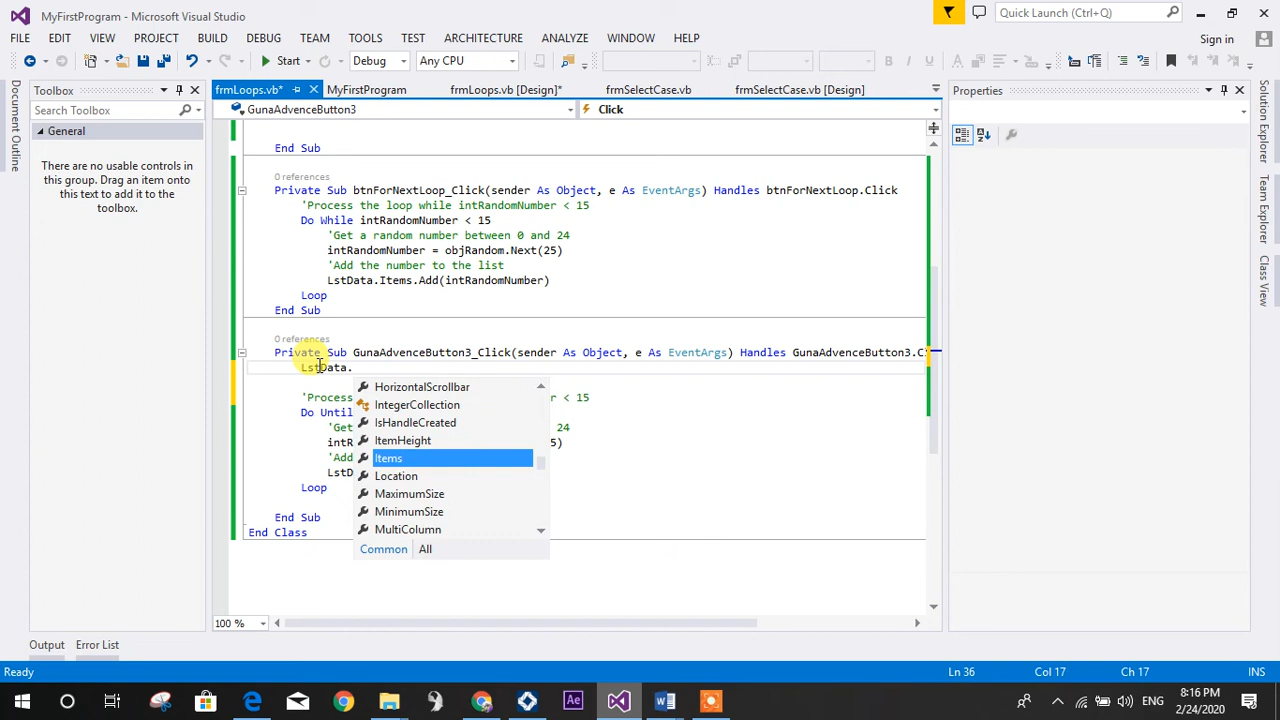 MyFirstProgram - Microsoft Visual Studio
Quick Launch (Ctrl+Q)
FILE EDIT VIEW PROJECT BUILD DEBUG TEAM TOOLS TEST ARCHITECTURE ANALYZE WINDOW HELP
Sign in
Start Debug Any CPU
Document Outline
Toolbox
Search Toolbox
General
There are no usable controls in
this group. Drag an item onto
this text to add it to the
toolbox.
frmLoops.vb* MyFirstProgram frmLoops.vb [Design]* frmSelectCase.vb frmSelectCase.vb [Design]
GunaAdvenceButton3 Click
End Sub
0 references
Private Sub btnForNextLoop_Click(sender As Object, e As EventArgs) Handles btnForNextLoop.Click
'Process the loop while intRandomNumber < 15
Do While intRandomNumber < 15
'Get a random number between 0 and 24
intRandomNumber = objRandom.Next(25)
'Add the number to the list
LstData.Items.Add(intRandomNumber)
Loop
End Sub
0 references
Private Sub GunaAdvenceButton3_Click(sender As Object, e As EventArgs) Handles GunaAdvenceButton3.C
LstData.
HorizontalScrollbar
'Process r < 15
IntegerCollection
Do Until
IsHandleCreated
'Get 24
ItemHeight
intR 5)
'Add
Items
LstD
Location
Loop
MaximumSize
MinimumSize
End Sub
MultiColumn
End Class
Common All
100 %
Properties
Solution Explorer
Team Explorer
Class View
Output Error List
Ready Ln 36 Col 17 Ch 17 INS
Ae
ENG
8:16 PM
2/24/2020